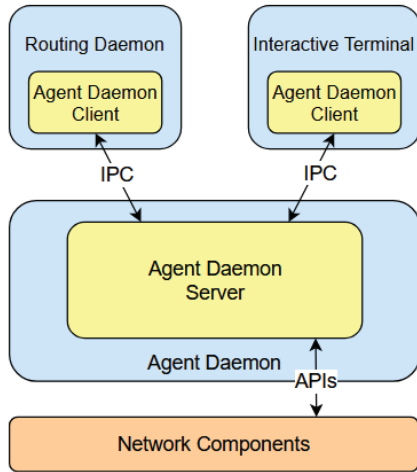 Routing Daemon
Interactive Terminal
Agent Daemon
Client
Agent Daemon
Client
IPC
IPC
Agent Daemon
Server
Agent Daemon
APIs
Network Components